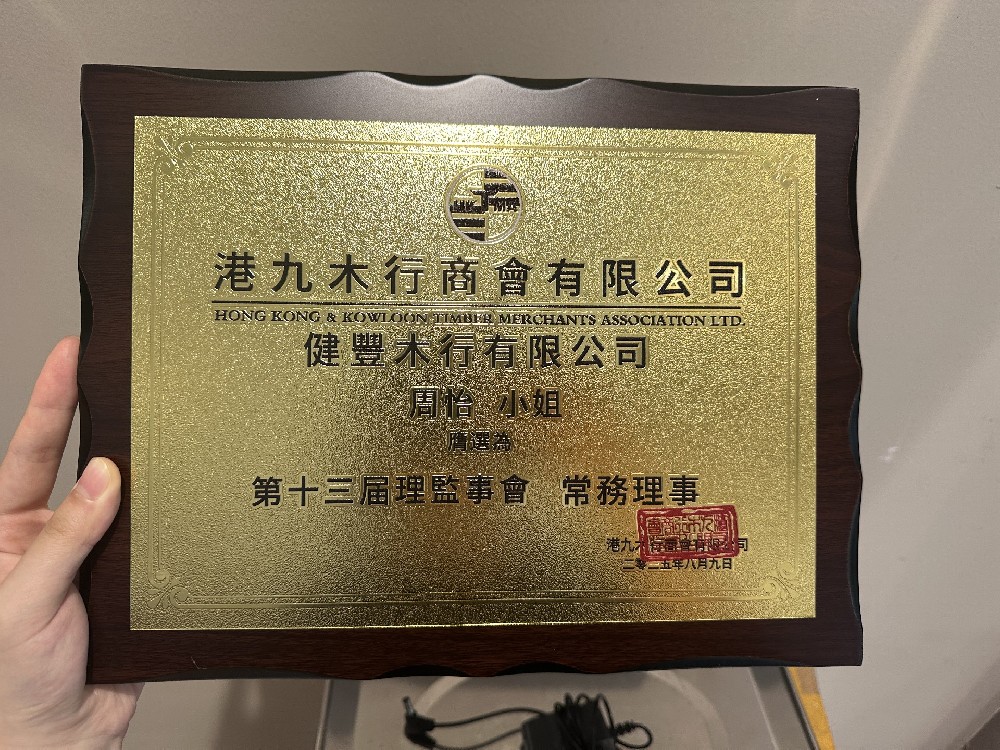 港九木行商會有限公司
HONG KONG & KOWLOON TIMBER MERCHANTS ASSOCIATION LTD.
健豐木行有限公司
周怡 小姐
膺選為
第十三届理監事會 常務理事
港九木行商會有限公司
二零二五年八月九日